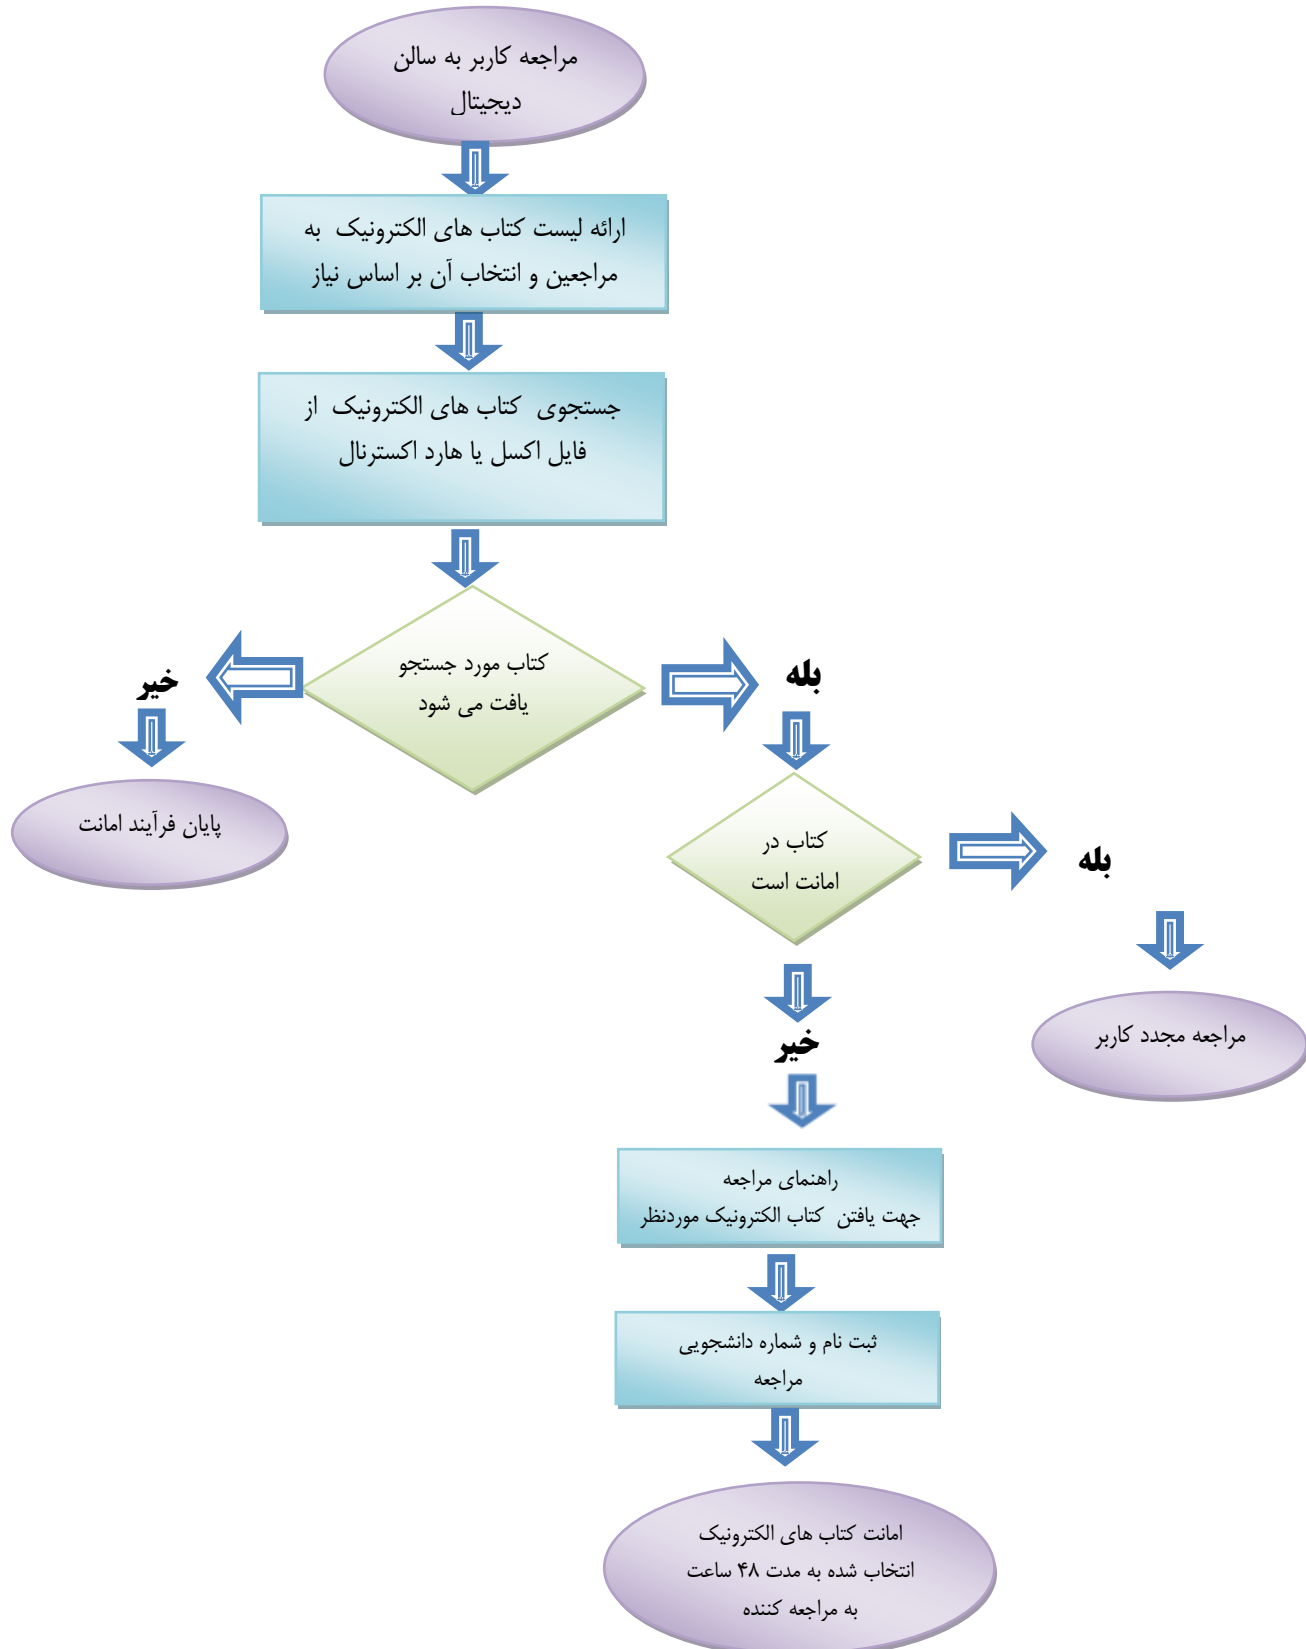 مراجعه کاربر به سالن
دیجیتال
ارائه لیست کتاب های الکترونیک به
مراجعین و انتخاب آن بر اساس نیاز
جستجوی کتاب های الکترونیک از
فایل اکسل یا هارد اکسترنال
کتاب مورد جستجو
یافت می شود
بله
خیر
پایان فرآیند امانت
کتاب در
امانت است
بله
مراجعه مجدد کاربر
خیر
راهنمای مراجعه
جهت یافتن کتاب الکترونیک موردنظر
ثبت نام و شماره دانشجویی
مراجعه
امانت کتاب های الکترونیک
انتخاب شده به مدت ۴۸ ساعت
به مراجعه کننده